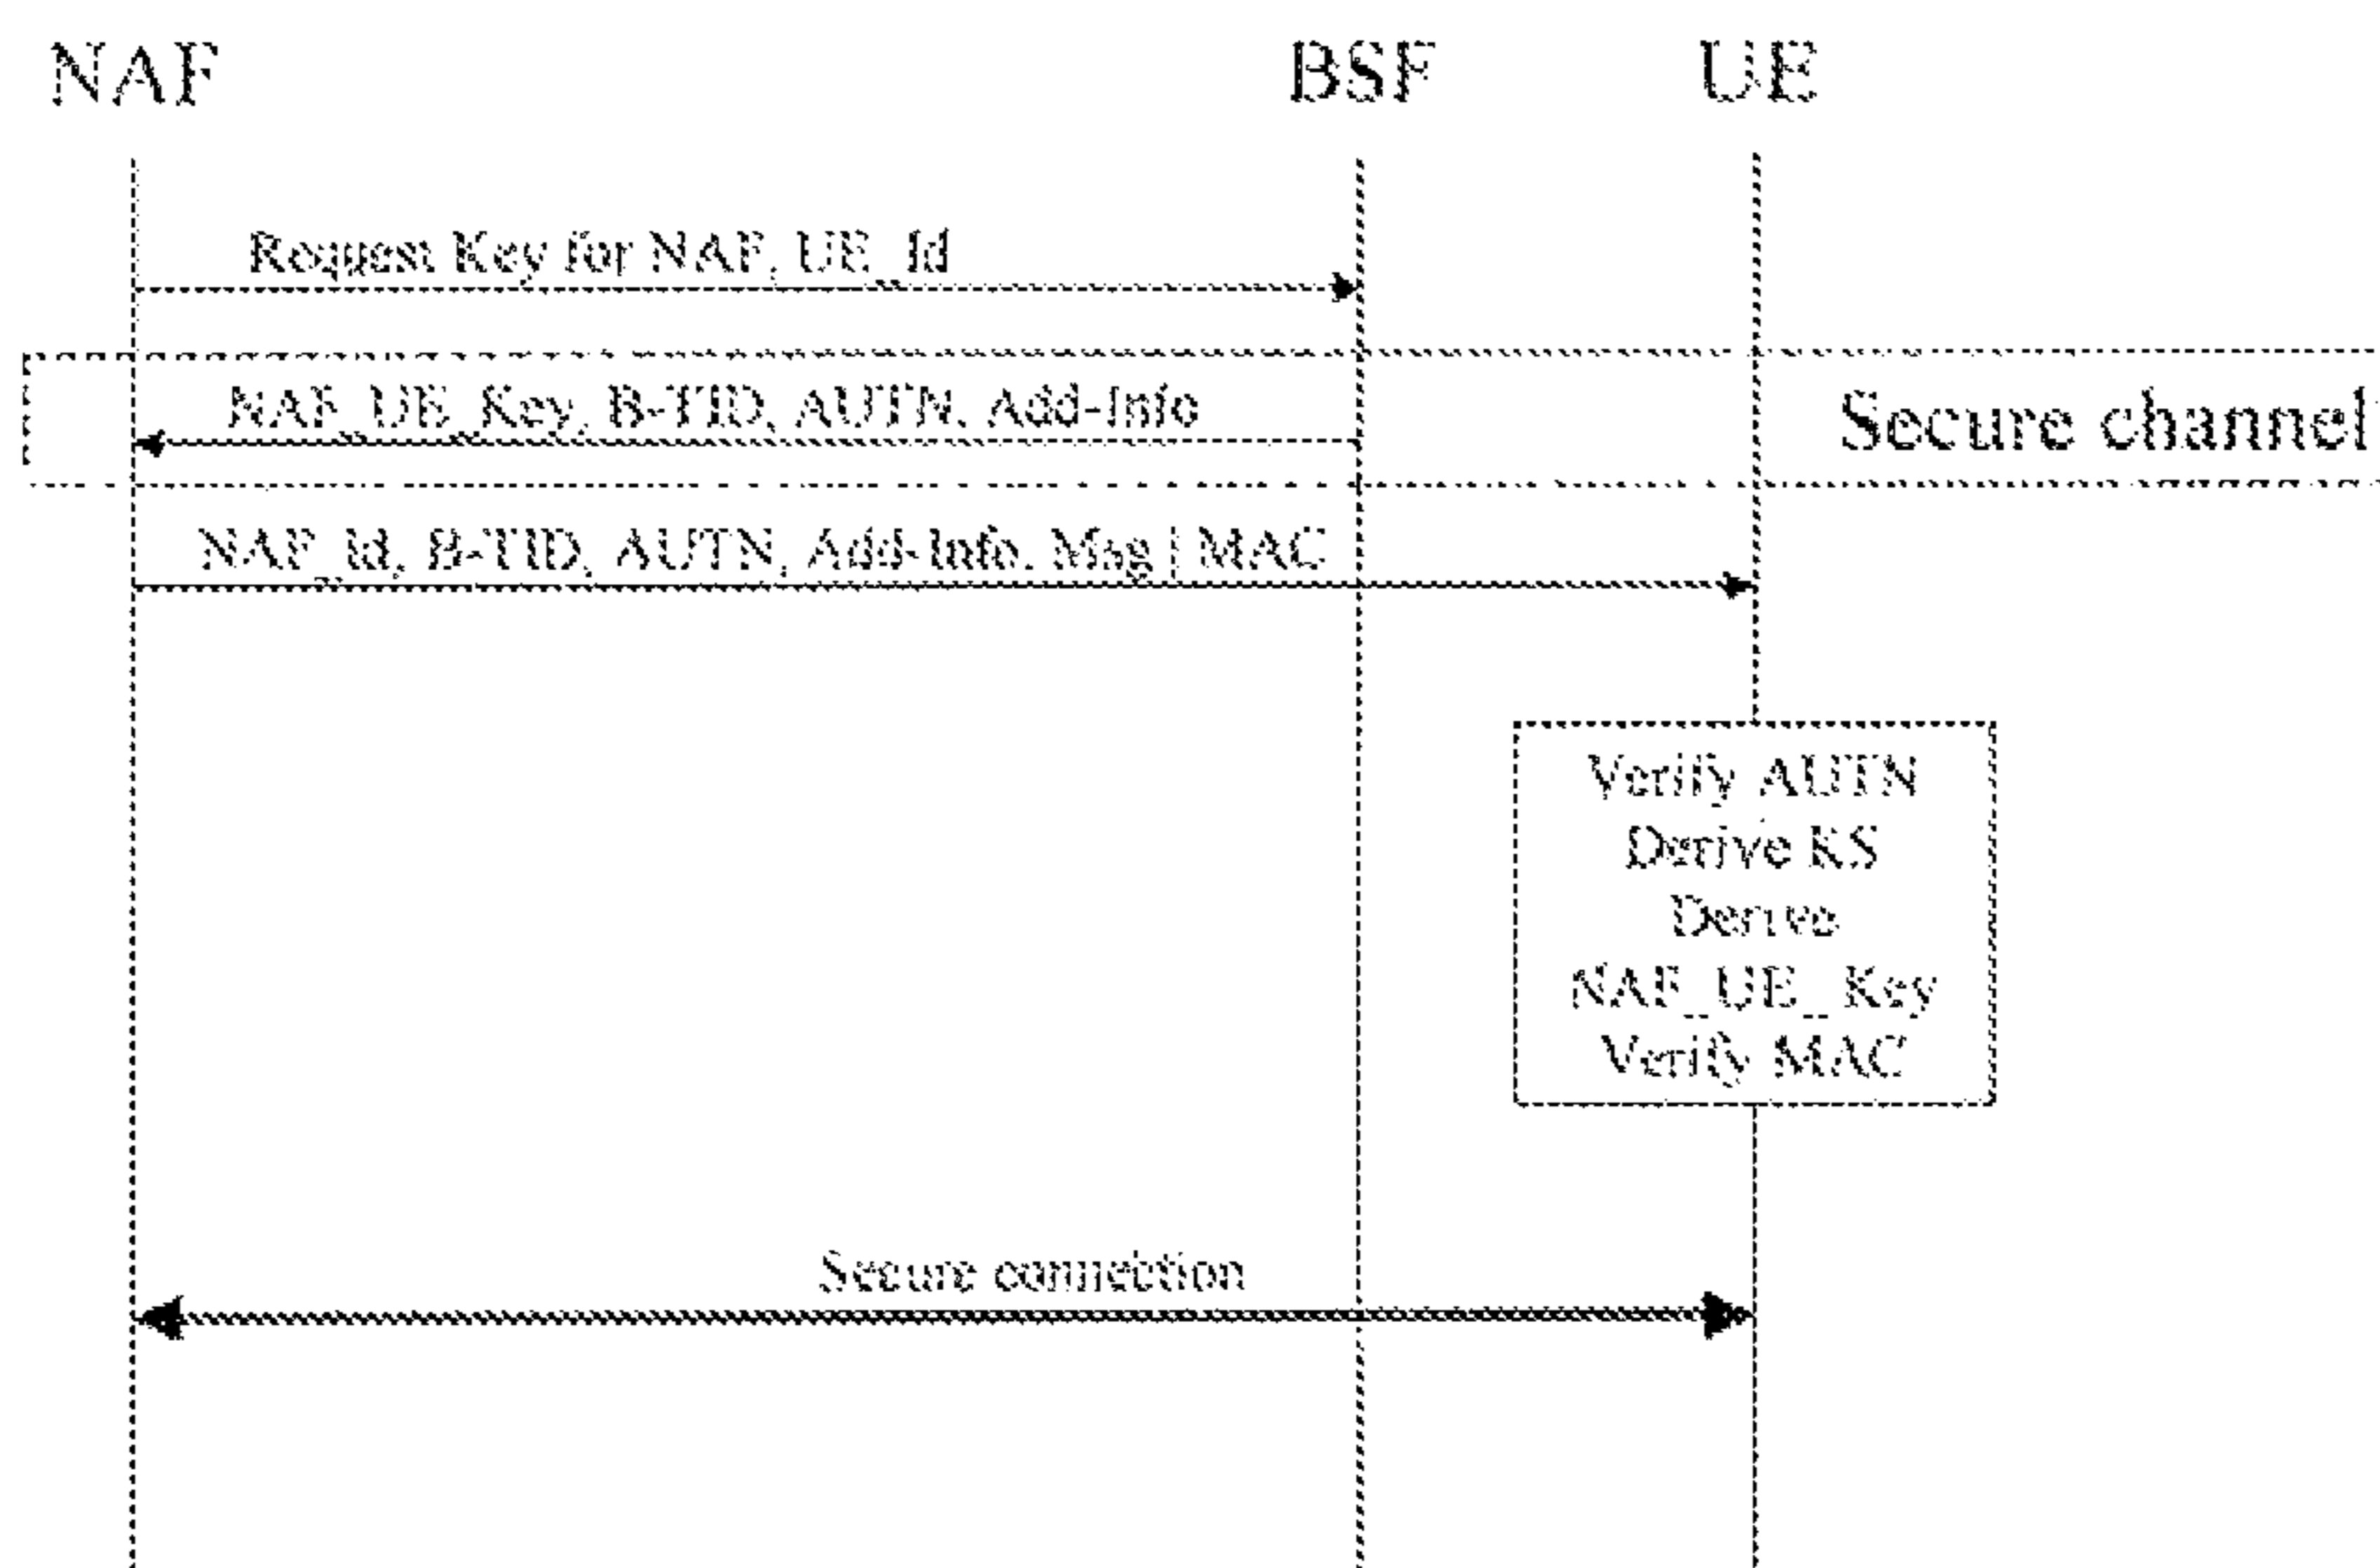 NAF BSF UE
Request Key for NAF, UE_Id
NAF_UE_Key, B-TID, AUTN, Add-Info
Secure channel
NAF_Id, B-TID, AUTN, Add-Info, Msg | MAC
Verify AUTN
Derive KS
Derive
NAF_UE_Key
Verify MAC
Secure connection